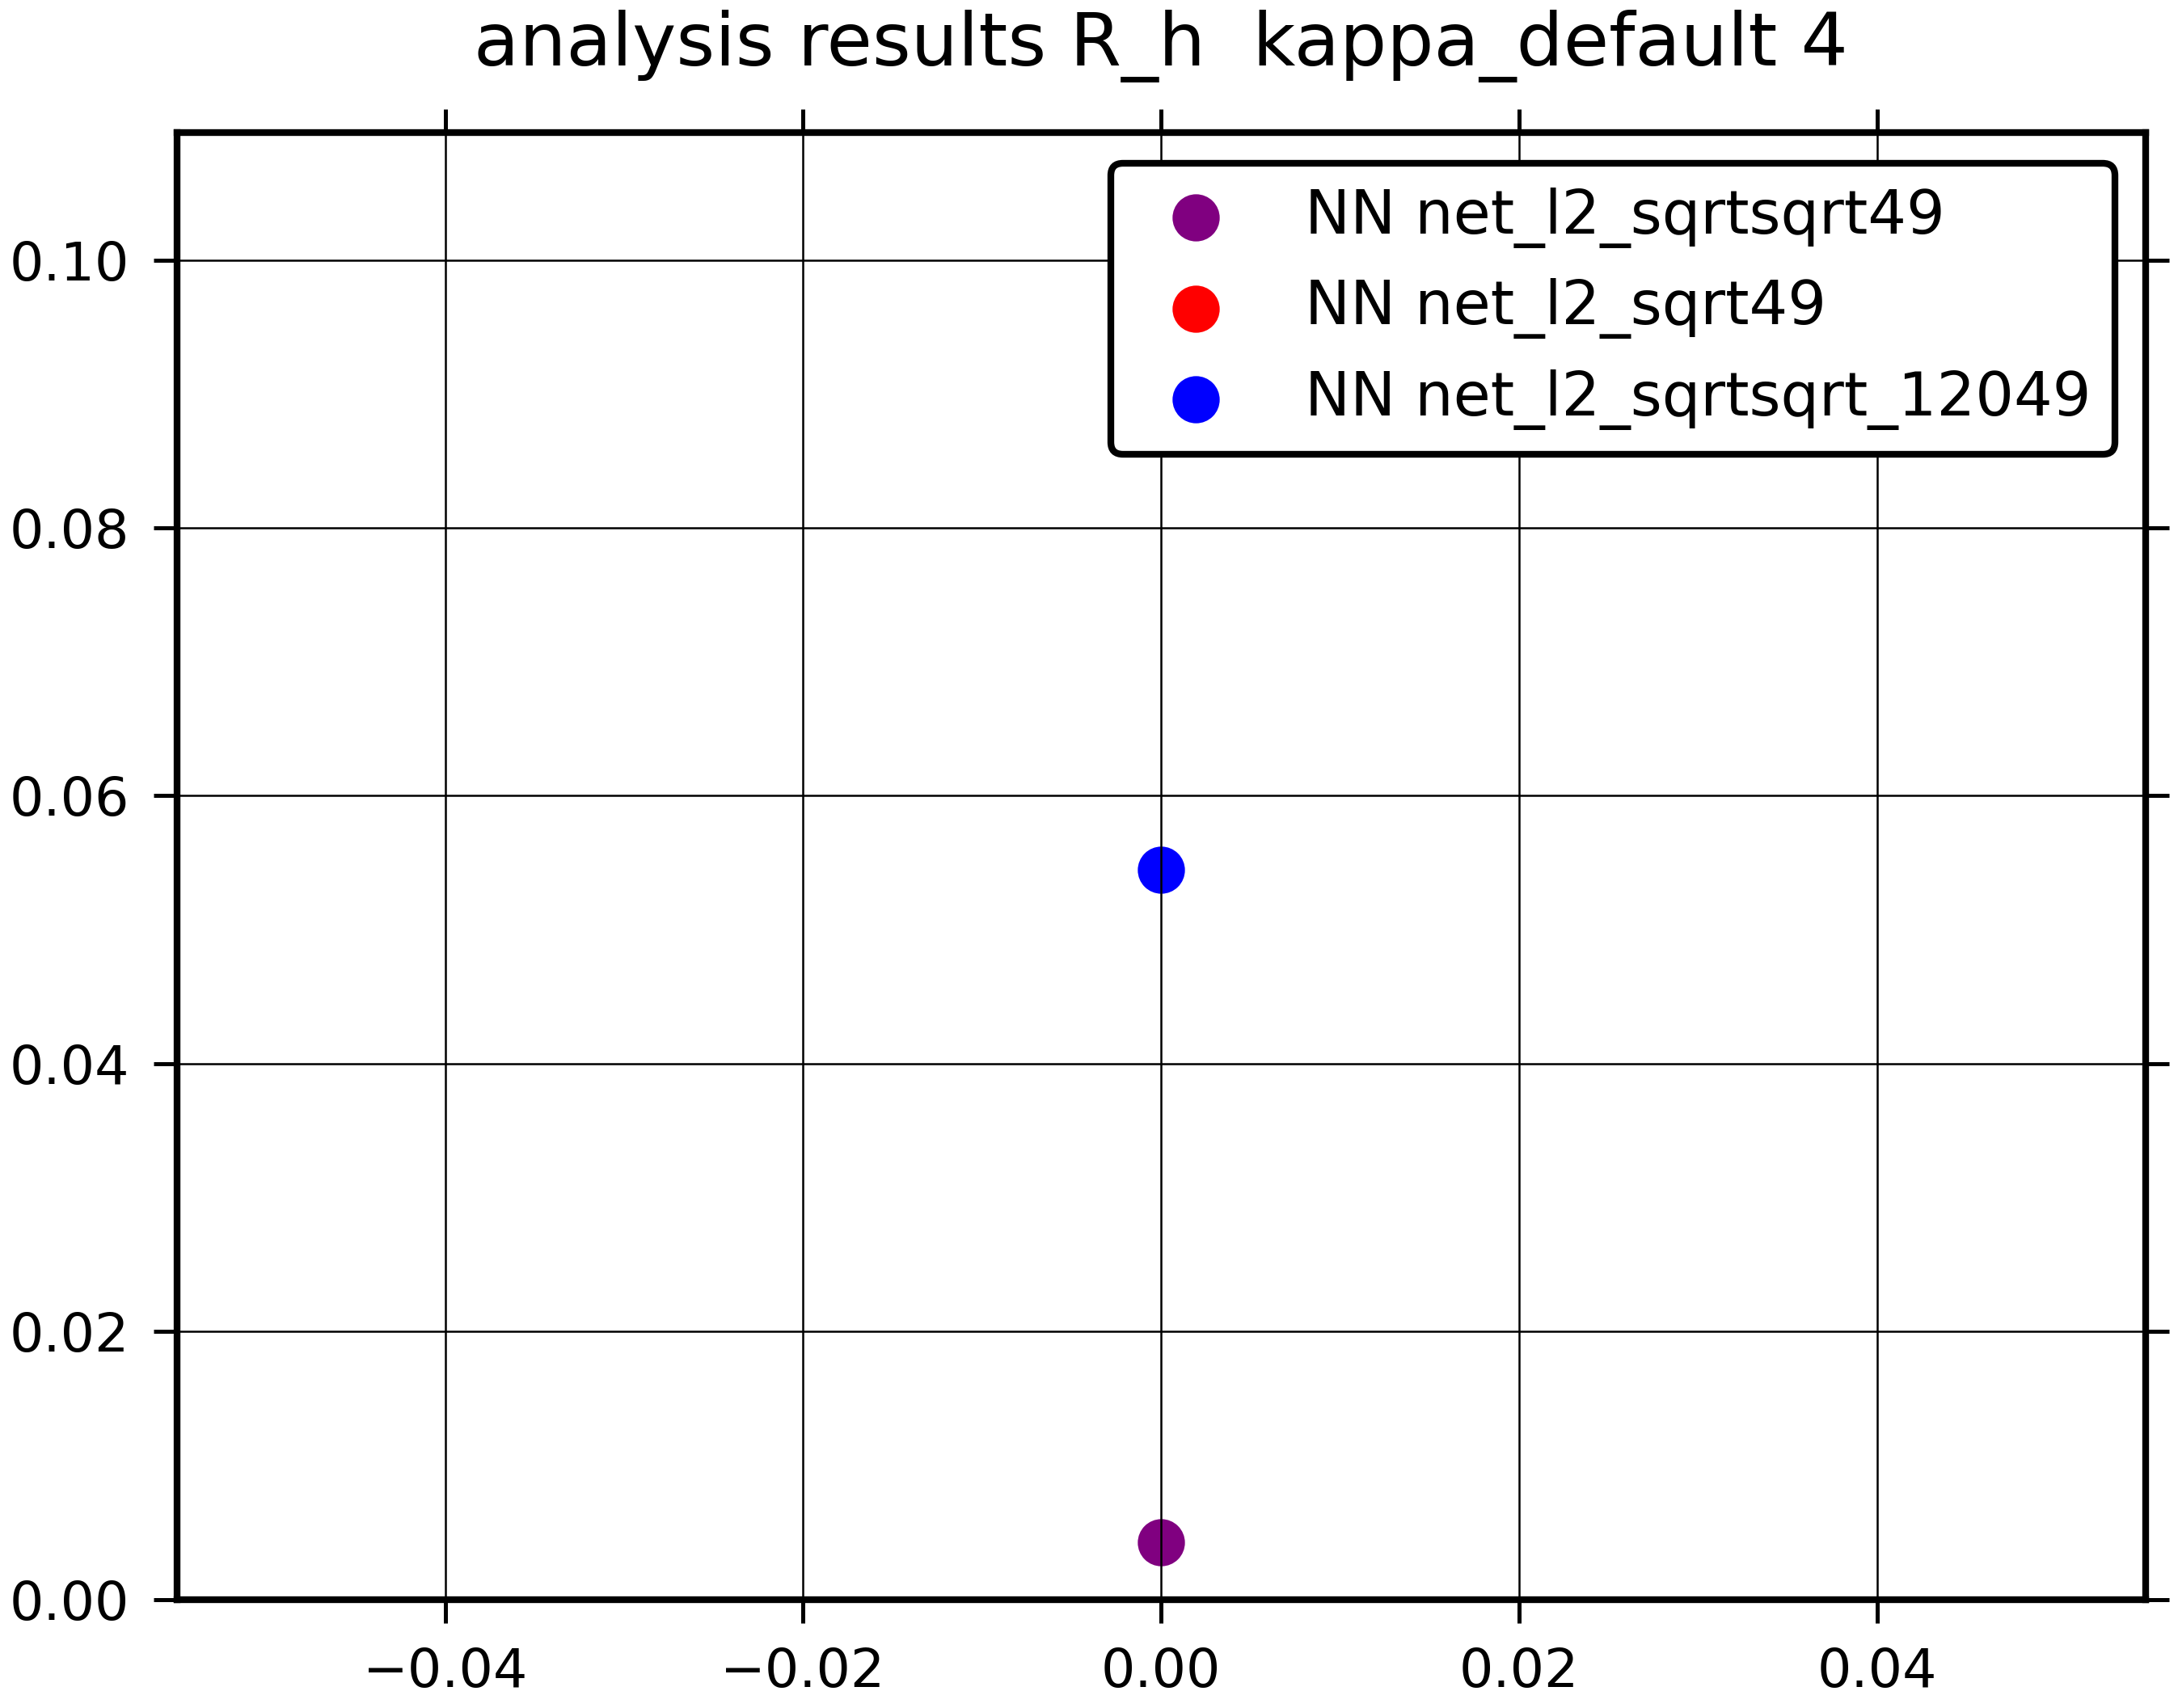 analysis results R_h  kappa_default 4
NN net_l2_sqrtsqrt49
NN net_l2_sqrt49
NN net_l2_sqrtsqrt_12049
0.10
0.08
0.06
0.04
0.02
0.00
−0.04
−0.02
0.00
0.02
0.04